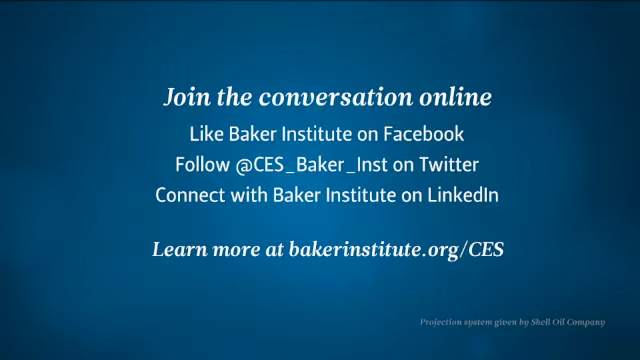 Join the conversation online
Like Baker Institute on Facebook
Follow @CES_Baker_Inst on Twitter
Connect with Baker Institute on LinkedIn
Learn more at bakerinstitute.org/CES
Projection system given by Shell Oil Company